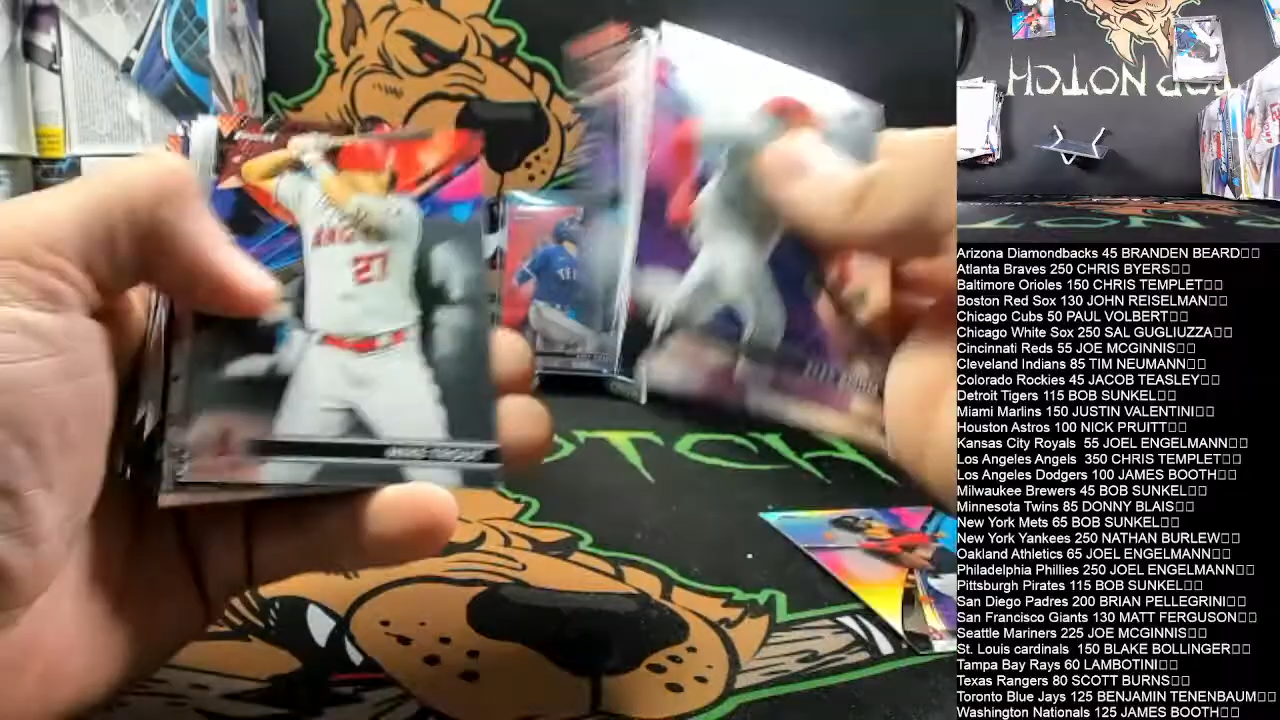 TOP NOTCH
ANGELS
27
MIKE TROUT
TEXAS
TCH
Arizona Diamondbacks 45 BRANDEN BEARD□□
Atlanta Braves 250 CHRIS BYERS□□
Baltimore Orioles 150 CHRIS TEMPLET□□
Boston Red Sox 130 JOHN REISELMAN□□
Chicago Cubs 50 PAUL VOLBERT□□
Chicago White Sox 250 SAL GUGLIUZZA□□
Cincinnati Reds 55 JOE MCGINNIS□□
Cleveland Indians 85 TIM NEUMANN□□
Colorado Rockies 45 JACOB TEASLEY□□
Detroit Tigers 115 BOB SUNKEL□□
Miami Marlins 150 JUSTIN VALENTINI□□
Houston Astros 100 NICK PRUITT□□
Kansas City Royals 55 JOEL ENGELMANN□□
Los Angeles Angels 350 CHRIS TEMPLET□□
Los Angeles Dodgers 100 JAMES BOOTH□□
Milwaukee Brewers 45 BOB SUNKEL□□
Minnesota Twins 85 DONNY BLAIS□□
New York Mets 65 BOB SUNKEL□□
New York Yankees 250 NATHAN BURLEW□□
Oakland Athletics 65 JOEL ENGELMANN□□
Philadelphia Phillies 250 JOEL ENGELMANN□□
Pittsburgh Pirates 115 BOB SUNKEL□□
San Diego Padres 200 BRIAN PELLEGRINI□□
San Francisco Giants 130 MATT FERGUSON□□
Seattle Mariners 225 JOE MCGINNIS□□
St. Louis cardinals 150 BLAKE BOLLINGER□□
Tampa Bay Rays 60 LAMBOTINI□□
Texas Rangers 80 SCOTT BURNS□□
Toronto Blue Jays 125 BENJAMIN TENENBAUM□□
Washington Nationals 125 JAMES BOOTH□□